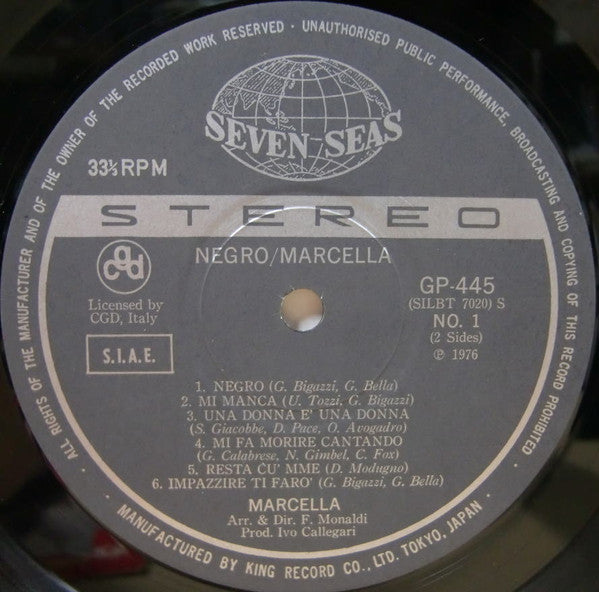 ALL RIGHTS OF THE MANUFACTURER AND OF THE OWNER OF THE RECORDED WORK RESERVED · UNAUTHORISED PUBLIC PERFORMANCE, BROADCASTING AND COPYING OF THIS RECORD PROHIBITED.
SEVEN SEAS
33⅓ RPM
STEREO
NEGRO/MARCELLA
cgd
Licensed by
CGD, Italy
S.I.A.E.
GP-445
(SILBT 7020) S
NO. 1
(2 Sides)
℗ 1976
1. NEGRO (G. Bigazzi, G. Bella)
2. MI MANCA (U. Tozzi, G. Bigazzi)
3. UNA DONNA E' UNA DONNA
(S. Giacobbe, D. Pace, O. Avogadro)
4. MI FA MORIRE CANTANDO
(G. Calabrese, N. Gimbel, C. Fox)
5. RESTA CU' MME (D. Modugno)
6. IMPAZZIRE TI FARO' (G. Bigazzi, G. Bella)
MARCELLA
Arr. & Dir. F. Monaldi
Prod. Ivo Callegari
· MANUFACTURED BY KING RECORD CO., LTD. TOKYO, JAPAN ·